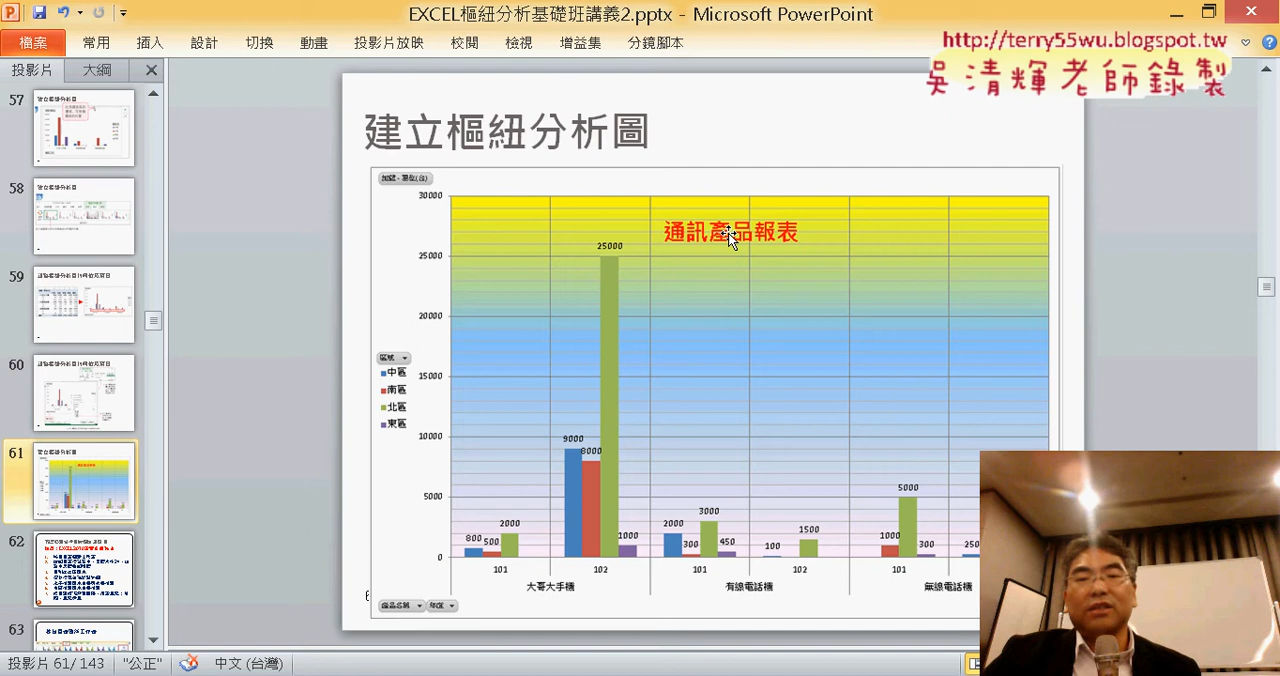 EXCEL樞紐分析基礎班講義2.pptx - Microsoft PowerPoint
檔案 常用 插入 設計 切換 動畫 投影片放映 校閱 檢視 增益集 分鏡腳本
http://terry55wu.blogspot.tw
吳清輝老師錄製
投影片 大綱
57
58
59
60
61
62
63
建立樞紐分析圖
通訊產品報表
30000
25000
20000
15000
10000
5000
0
區域
中區
南區
北區
東區
800 500 2000
9000 8000 25000 1000
2000 300 3000 450
100 1500
1000 5000 300
250
101 102 101 102 101
大哥大手機 有線電話機 無線電話機
產品名稱 年度
投影片 61/ 143 "公正" 中文 (台灣)